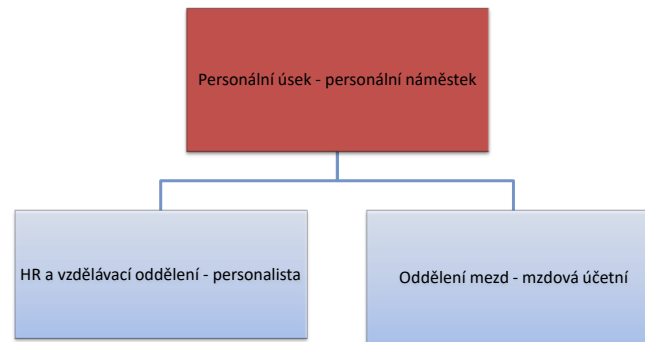 Personální úsek - personální náměstek
HR a vzdělávací oddělení - personalista
Oddělení mezd - mzdová účetní